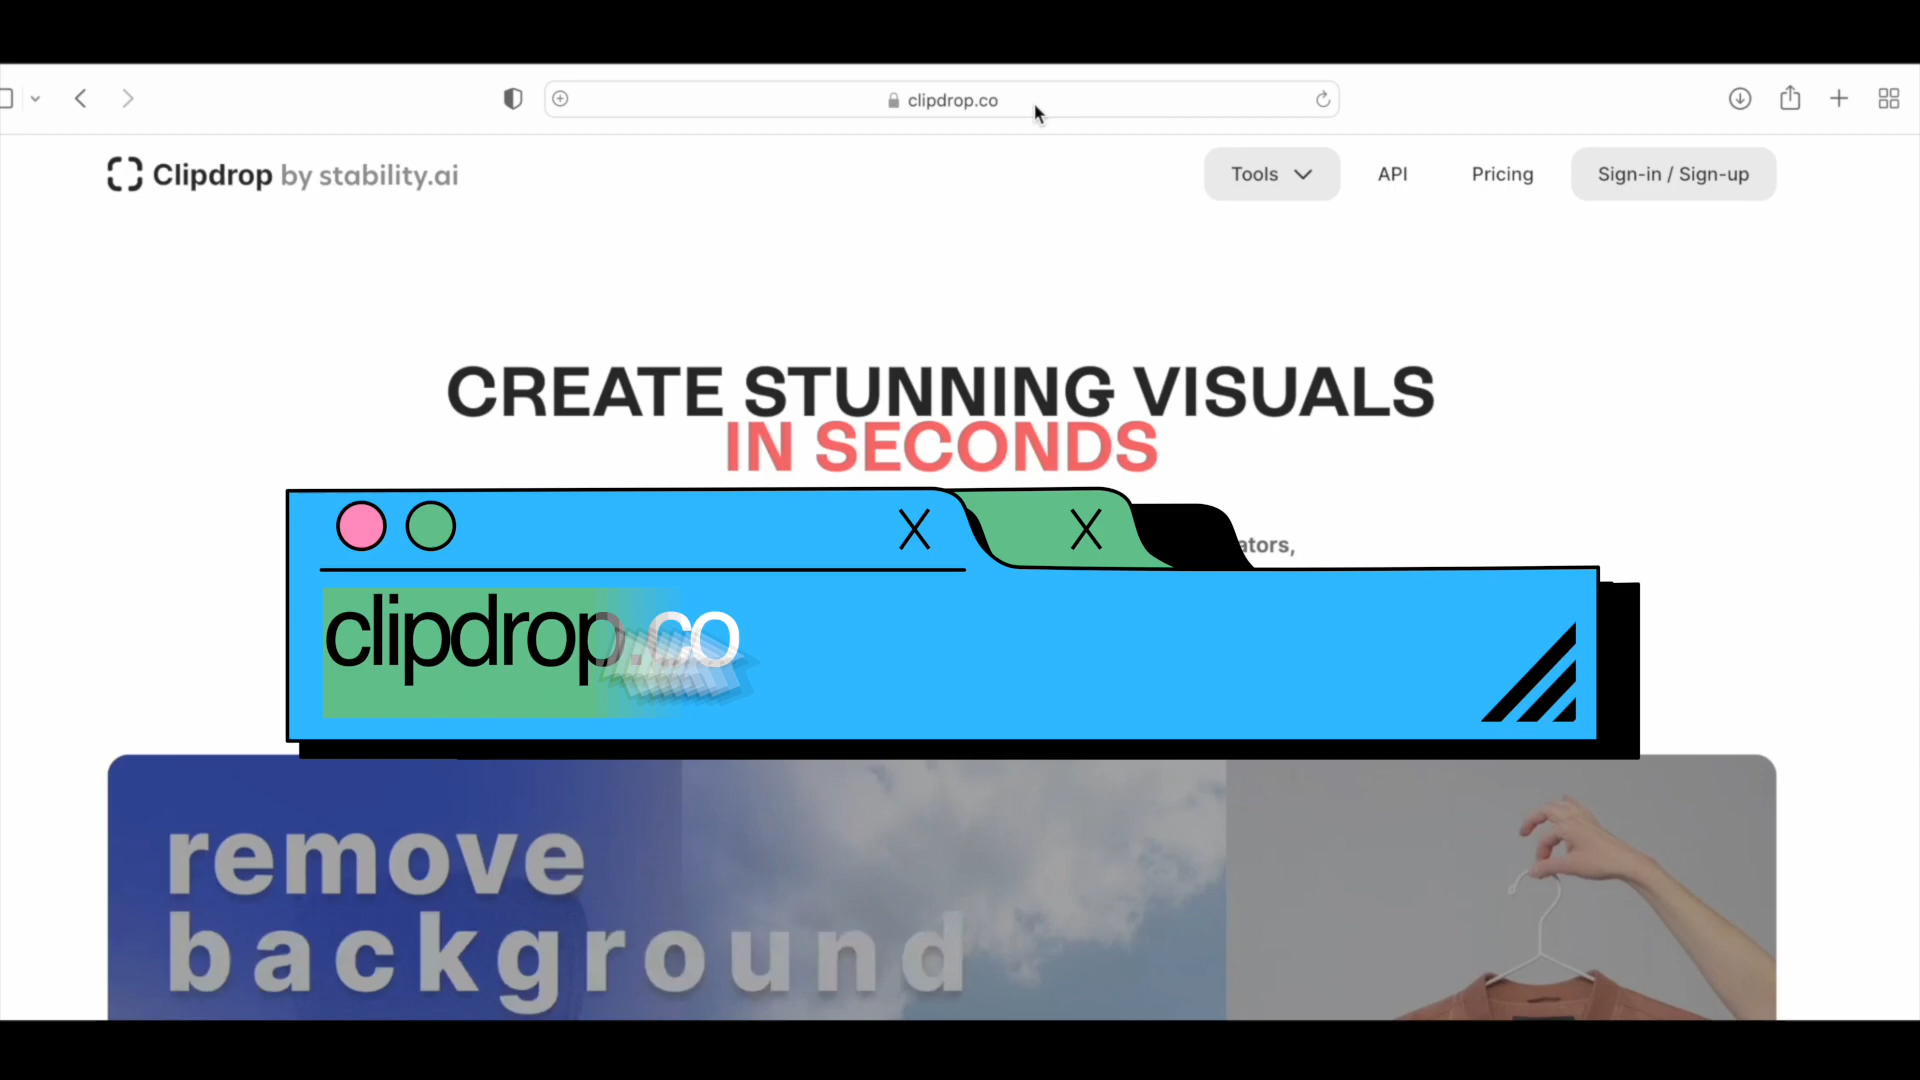 clipdrop.co
Clipdrop by stability.ai
Tools API Pricing Sign-in / Sign-up
CREATE STUNNING VISUALS
IN SECONDS
X X
clipdrop.co
remove
background